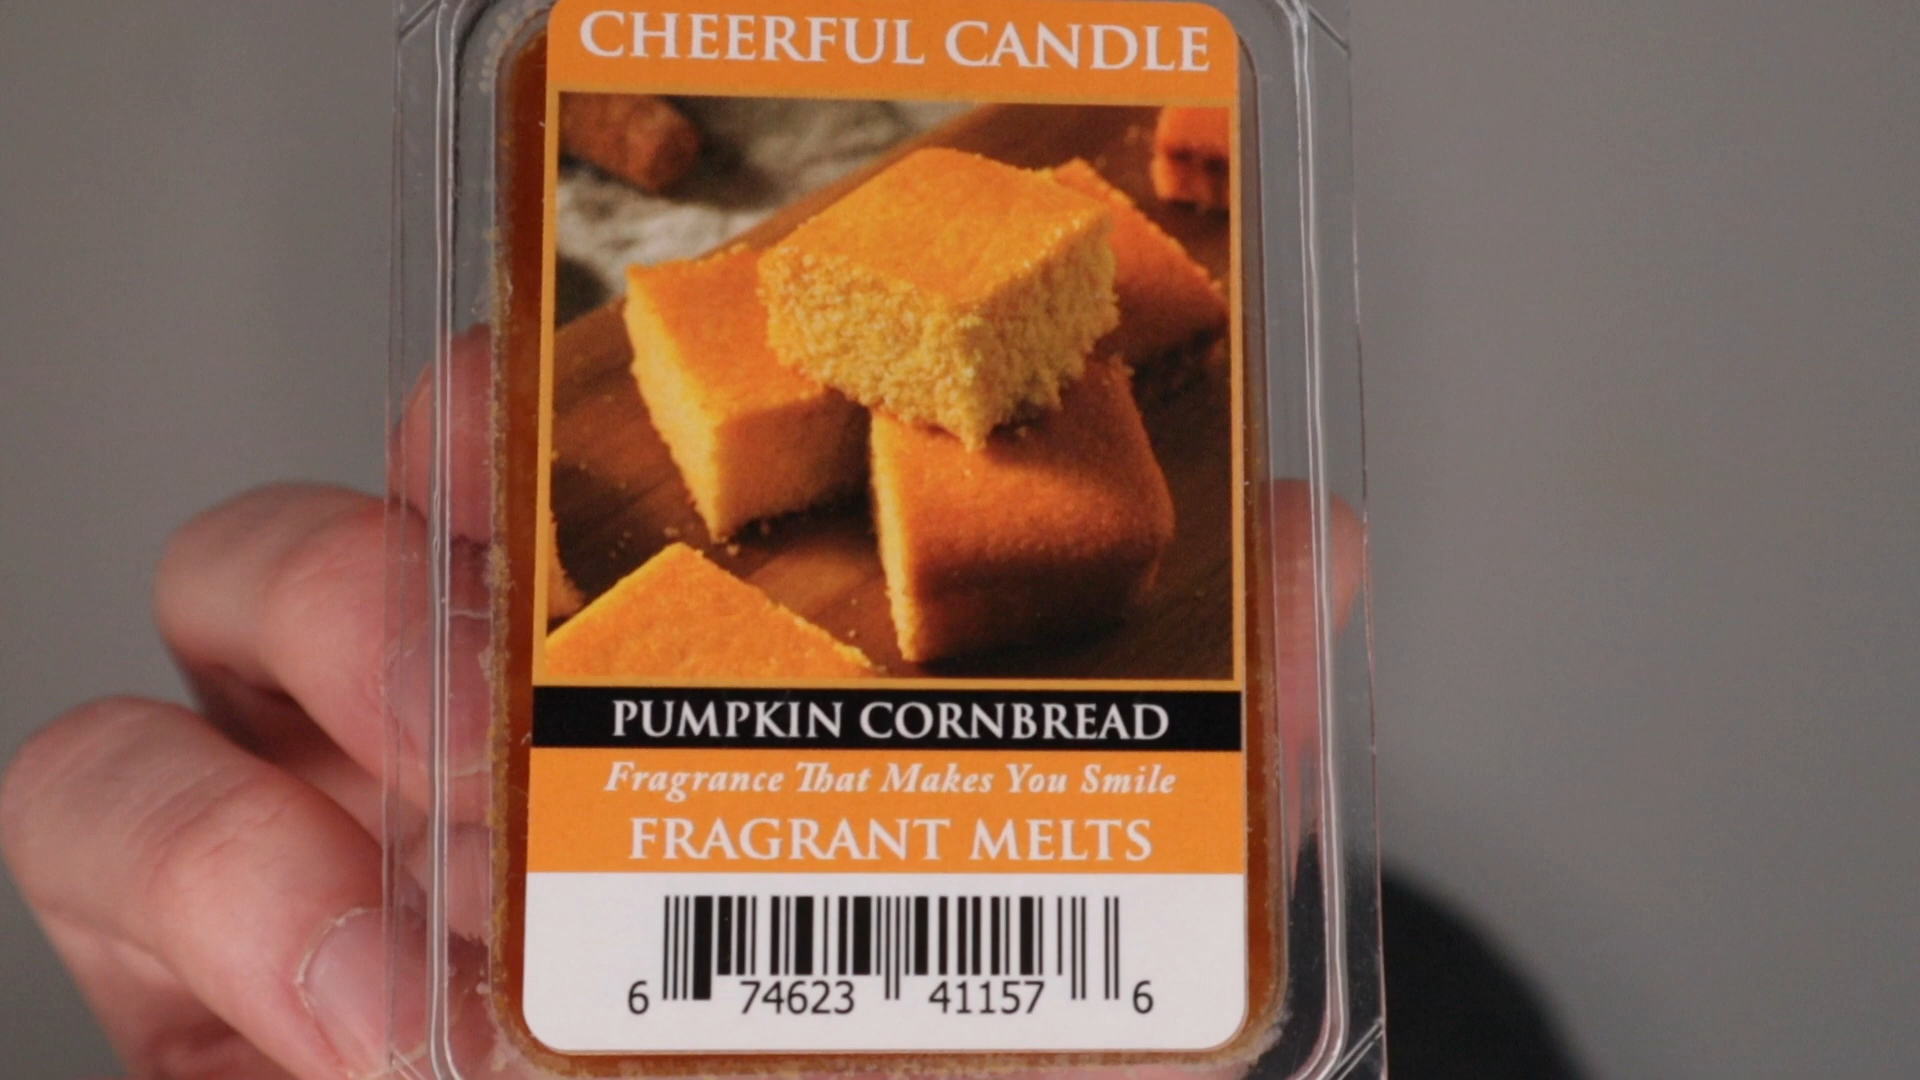 CHEERFUL CANDLE
PUMPKIN CORNBREAD
Fragrance That Makes You Smile
FRAGRANT MELTS
6 74623 41157 6